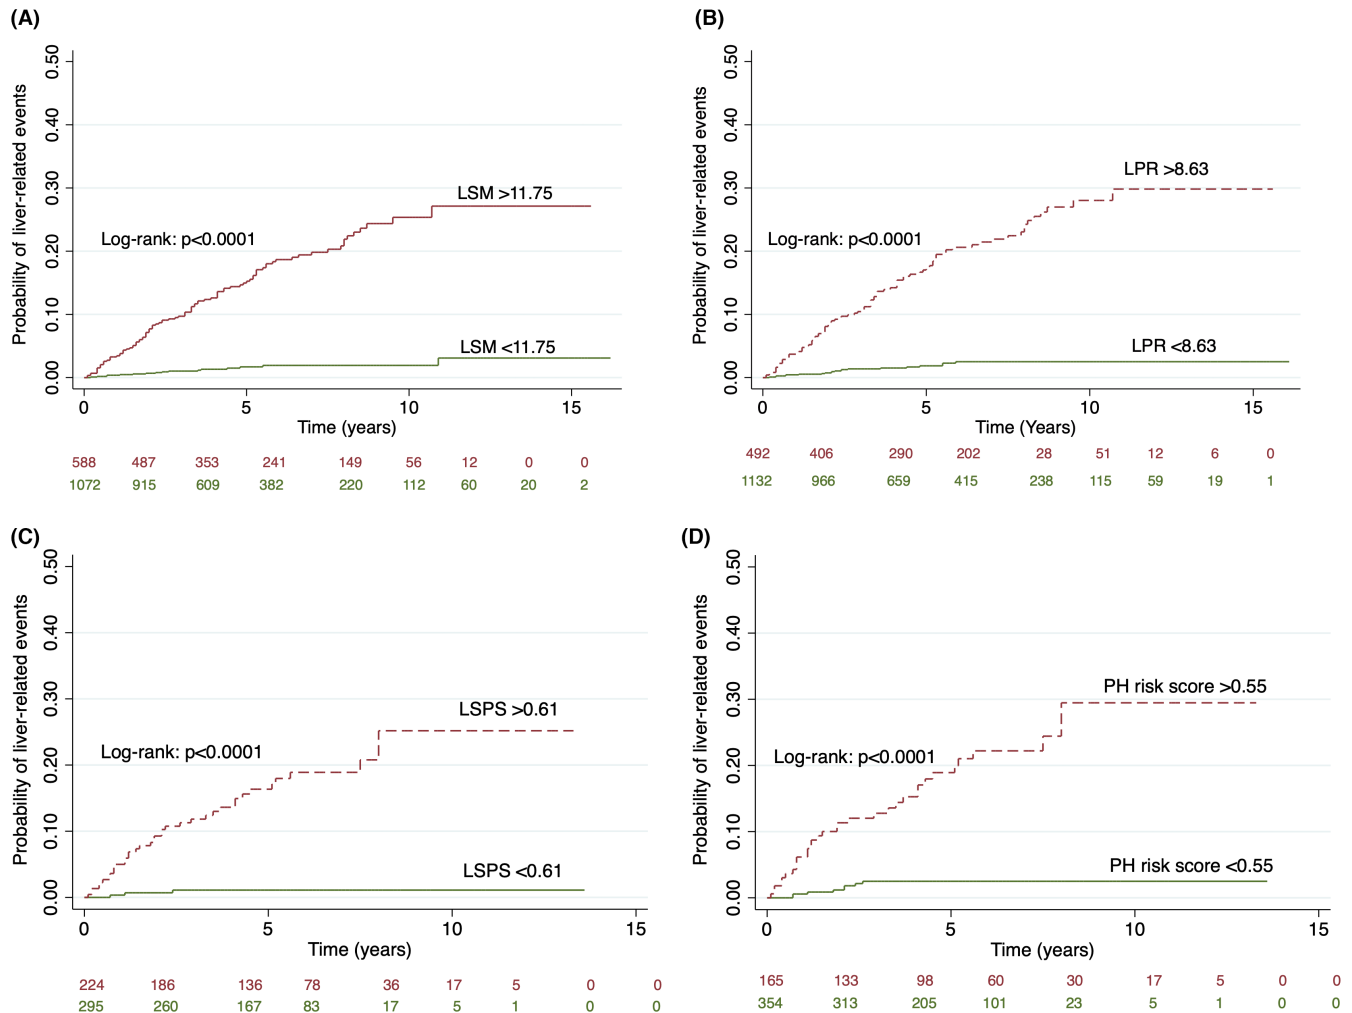 (A)
Probability of liver-related events
0.50
0.40
0.30
0.20
0.10
0.00
LSM >11.75
Log-rank: p<0.0001
LSM <11.75
0 5 10 15
Time (years)
588 487 353 241 149 56 12 0 0
1072 915 609 382 220 112 60 20 2
(B)
Probability of liver-related events
0.50
0.40
0.30
0.20
0.10
0.00
LPR >8.63
Log-rank: p<0.0001
LPR <8.63
0 5 10 15
Time (Years)
492 406 290 202 28 51 12 6 0
1132 966 659 415 238 115 59 19 1
(C)
Probability of liver-related events
0.50
0.40
0.30
0.20
0.10
0.00
LSPS >0.61
Log-rank: p<0.0001
LSPS <0.61
0 5 10 15
Time (years)
224 186 136 78 36 17 5 0 0
295 260 167 83 17 5 1 0 0
(D)
Probability of liver-related events
0.50
0.40
0.30
0.20
0.10
0.00
PH risk score >0.55
Log-rank: p<0.0001
PH risk score <0.55
0 5 10 15
Time (years)
165 133 98 60 30 17 5 0 0
354 313 205 101 23 5 1 0 0